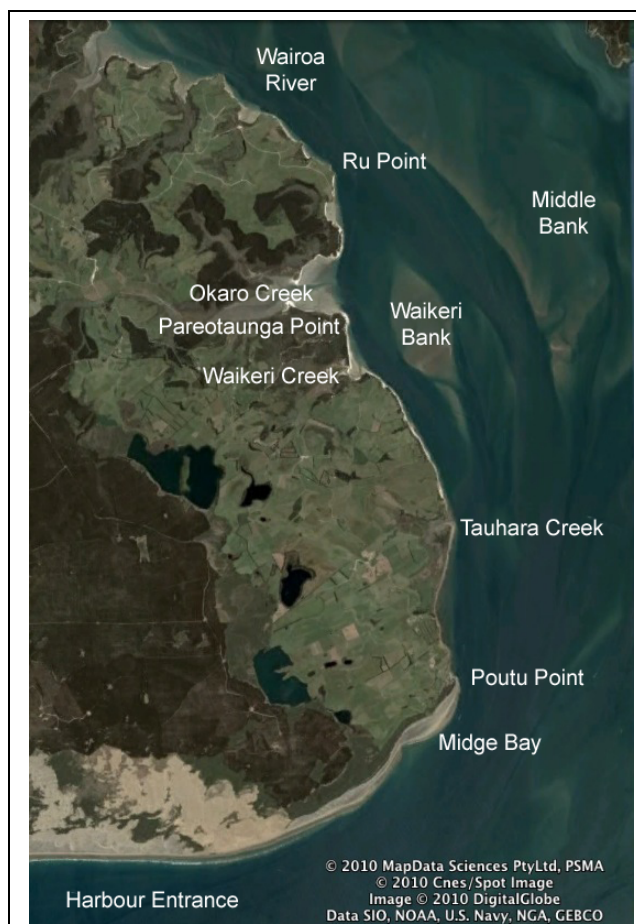 Wairoa
River
Ru Point
Middle
Bank
Okaro Creek
Waikeri
Bank
Pareotaunga Point
Waikeri Creek
Tauhara Creek
Poutu Point
Midge Bay
Harbour Entrance
© 2010 MapData Sciences PtyLtd, PSMA
© 2010 Cnes/Spot Image
Image © 2010 DigitalGlobe
Data SIO, NOAA, U.S. Navy, NGA, GEBCO